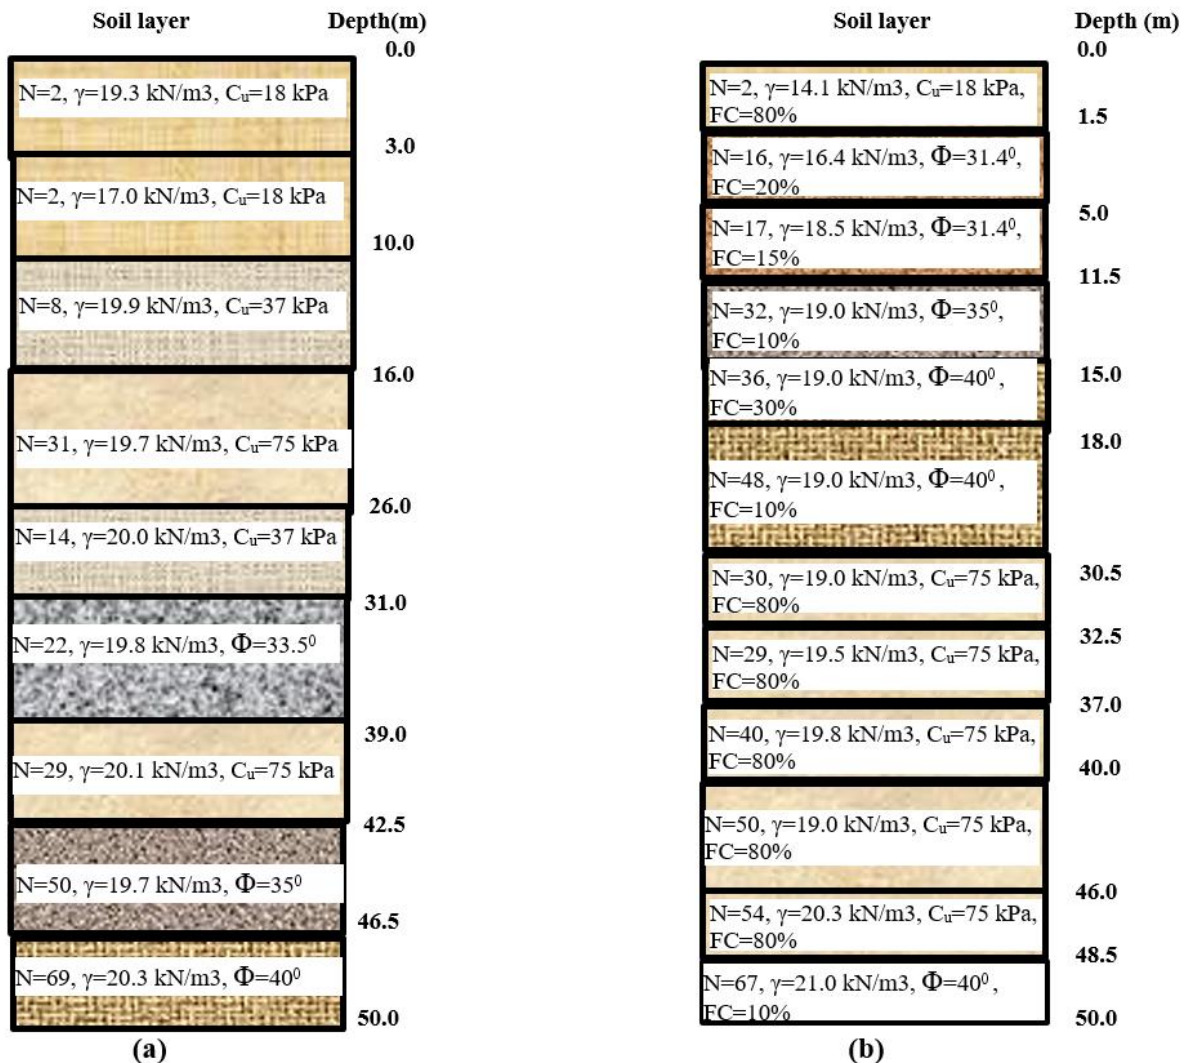 Soil layer Depth(m)
0.0
N=2, γ=19.3 kN/m3, Cᵤ=18 kPa
3.0
N=2, γ=17.0 kN/m3, Cᵤ=18 kPa
10.0
N=8, γ=19.9 kN/m3, Cᵤ=37 kPa
16.0
N=31, γ=19.7 kN/m3, Cᵤ=75 kPa
26.0
N=14, γ=20.0 kN/m3, Cᵤ=37 kPa
31.0
N=22, γ=19.8 kN/m3, Φ=33.5⁰
39.0
N=29, γ=20.1 kN/m3, Cᵤ=75 kPa
42.5
N=50, γ=19.7 kN/m3, Φ=35⁰
46.5
N=69, γ=20.3 kN/m3, Φ=40⁰
50.0
(a)
Soil layer Depth (m)
0.0
N=2, γ=14.1 kN/m3, Cᵤ=18 kPa,
FC=80%
1.5
N=16, γ=16.4 kN/m3, Φ=31.4⁰,
FC=20%
5.0
N=17, γ=18.5 kN/m3, Φ=31.4⁰,
FC=15%
11.5
N=32, γ=19.0 kN/m3, Φ=35⁰,
FC=10%
15.0
N=36, γ=19.0 kN/m3, Φ=40⁰,
FC=30%
18.0
N=48, γ=19.0 kN/m3, Φ=40⁰,
FC=10%
30.5
N=30, γ=19.0 kN/m3, Cᵤ=75 kPa,
FC=80%
32.5
N=29, γ=19.5 kN/m3, Cᵤ=75 kPa,
FC=80%
37.0
N=40, γ=19.8 kN/m3, Cᵤ=75 kPa,
FC=80%
40.0
N=50, γ=19.0 kN/m3, Cᵤ=75 kPa,
FC=80%
46.0
N=54, γ=20.3 kN/m3, Cᵤ=75 kPa,
FC=80%
48.5
N=67, γ=21.0 kN/m3, Φ=40⁰,
FC=10%
50.0
(b)